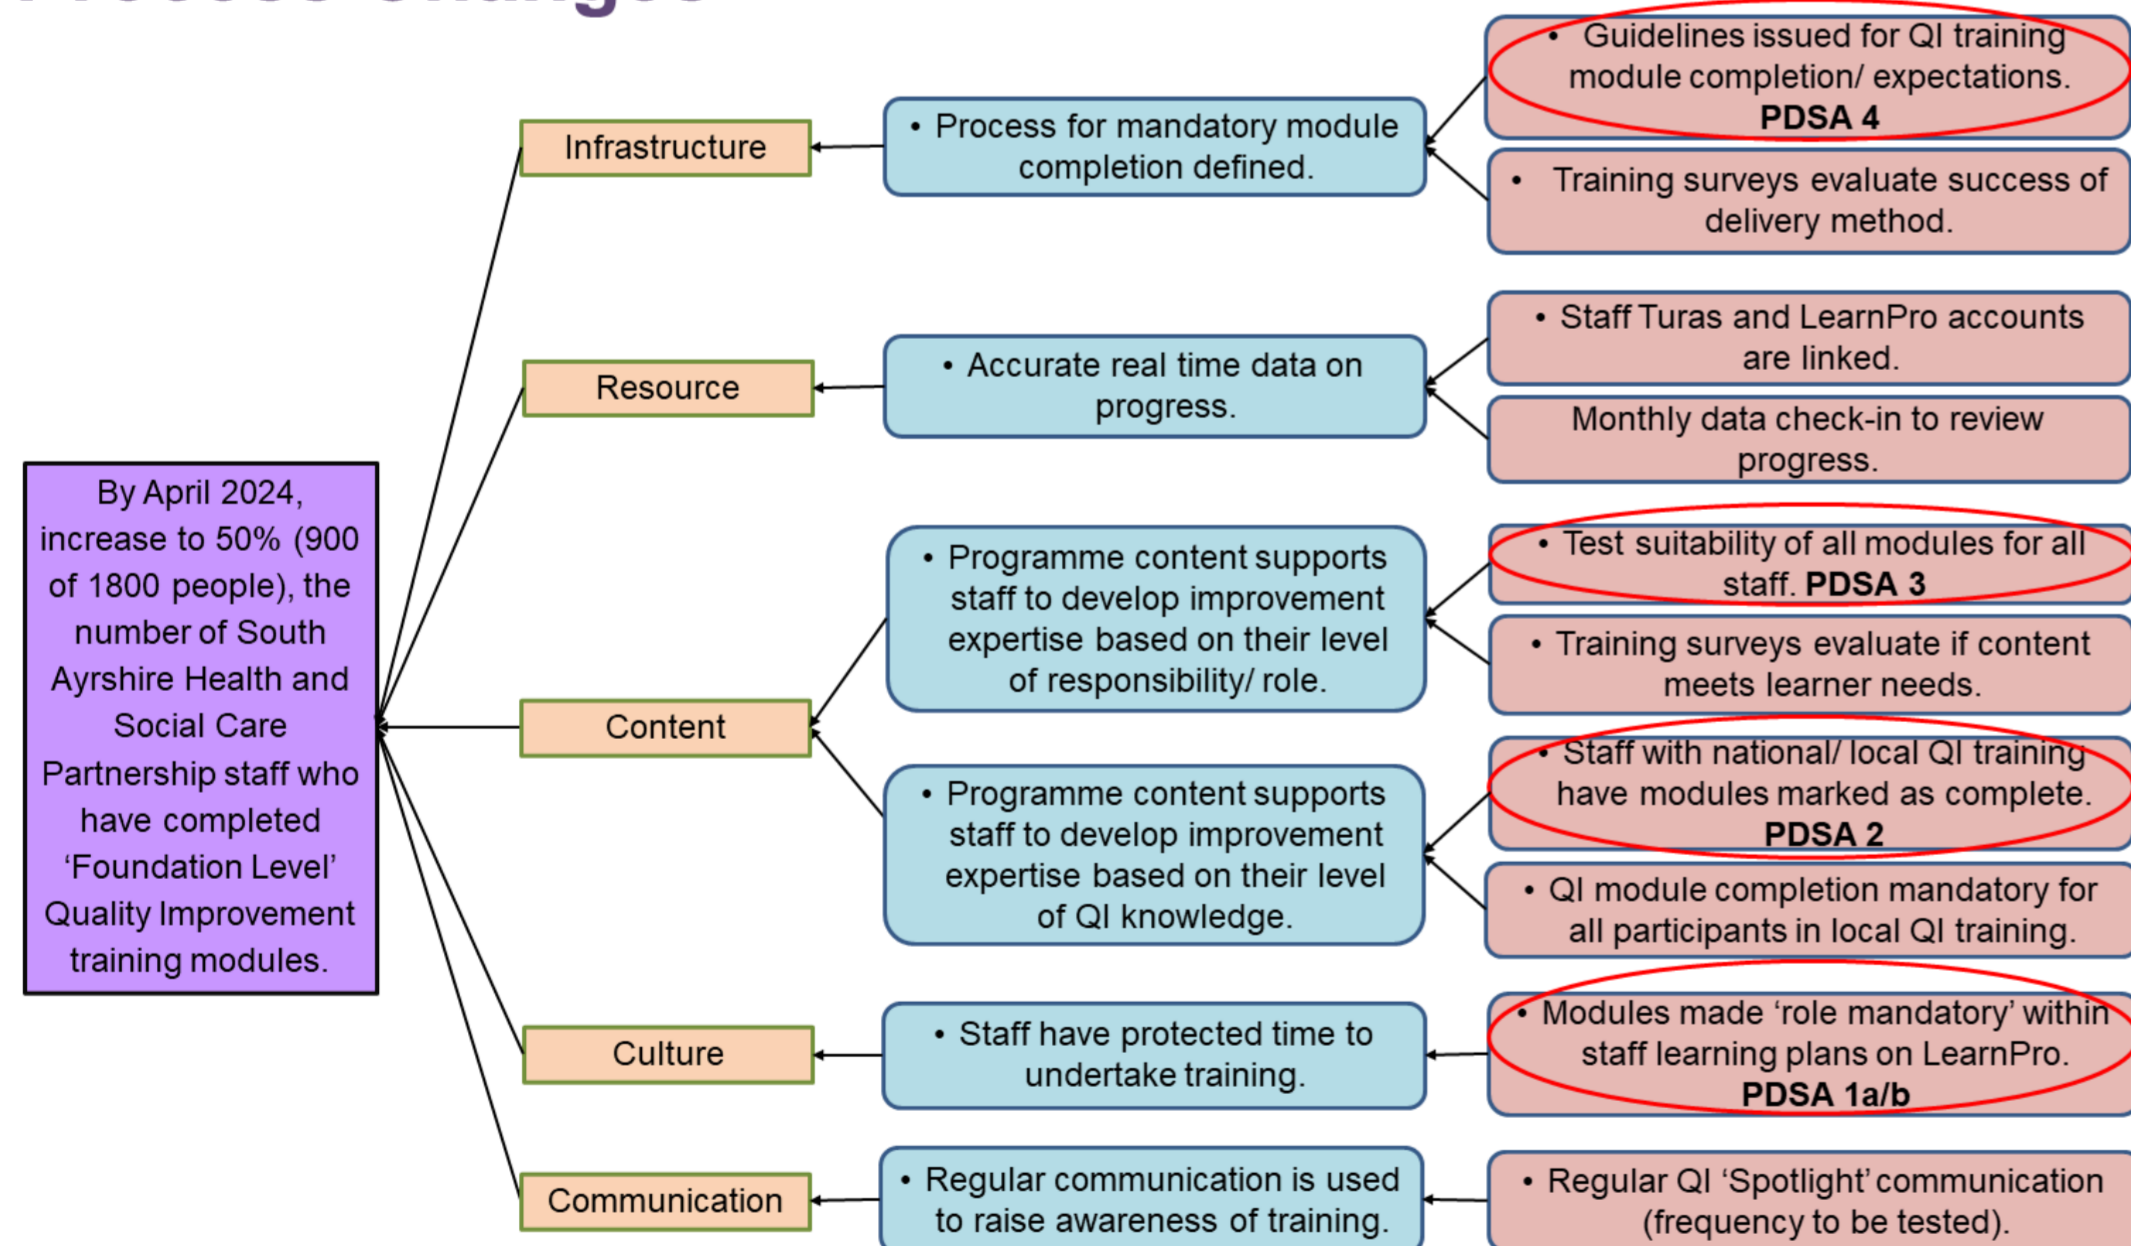 Process Changes
• Guidelines issued for QI training
module completion/ expectations.
PDSA 4
Infrastructure
• Process for mandatory module
completion defined.
• Training surveys evaluate success of
delivery method.
Resource
• Accurate real time data on
progress.
• Staff Turas and LearnPro accounts
are linked.
Monthly data check-in to review
progress.
By April 2024,
increase to 50% (900
of 1800 people), the
number of South
Ayrshire Health and
Social Care
Partnership staff who
have completed
‘Foundation Level’
Quality Improvement
training modules.
Content
• Programme content supports
staff to develop improvement
expertise based on their level
of responsibility/ role.
• Test suitability of all modules for all
staff. PDSA 3
• Training surveys evaluate if content
meets learner needs.
• Programme content supports
staff to develop improvement
expertise based on their level
of QI knowledge.
• Staff with national/ local QI training
have modules marked as complete.
PDSA 2
• QI module completion mandatory for
all participants in local QI training.
Culture
• Staff have protected time to
undertake training.
• Modules made ‘role mandatory’ within
staff learning plans on LearnPro.
PDSA 1a/b
Communication
• Regular communication is used
to raise awareness of training.
• Regular QI ‘Spotlight’ communication
(frequency to be tested).